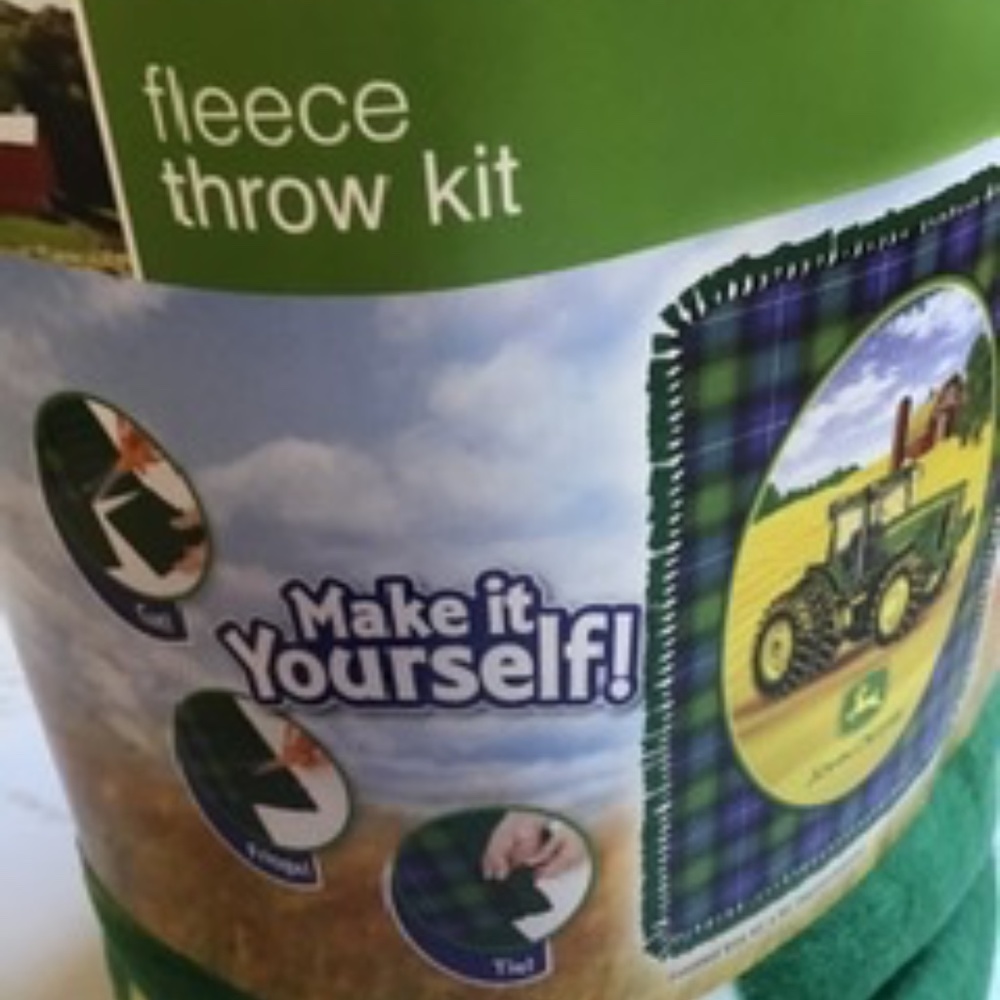 fleece
throw kit
Make it
Yourself!
Cut!
Fringe!
Tie!